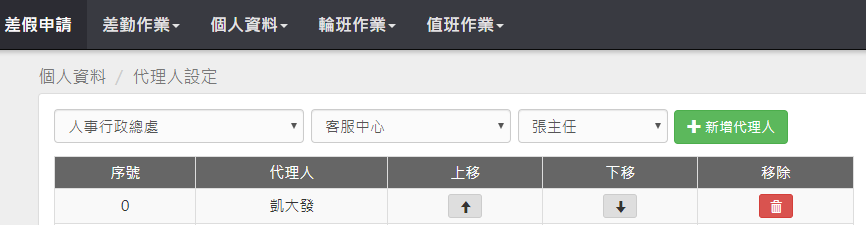 差假申請 差勤作業 個人資料 輪班作業 值班作業
個人資料 / 代理人設定
人事行政總處 客服中心 張主任 新增代理人
序號 代理人 上移 下移 移除
0 凱大發